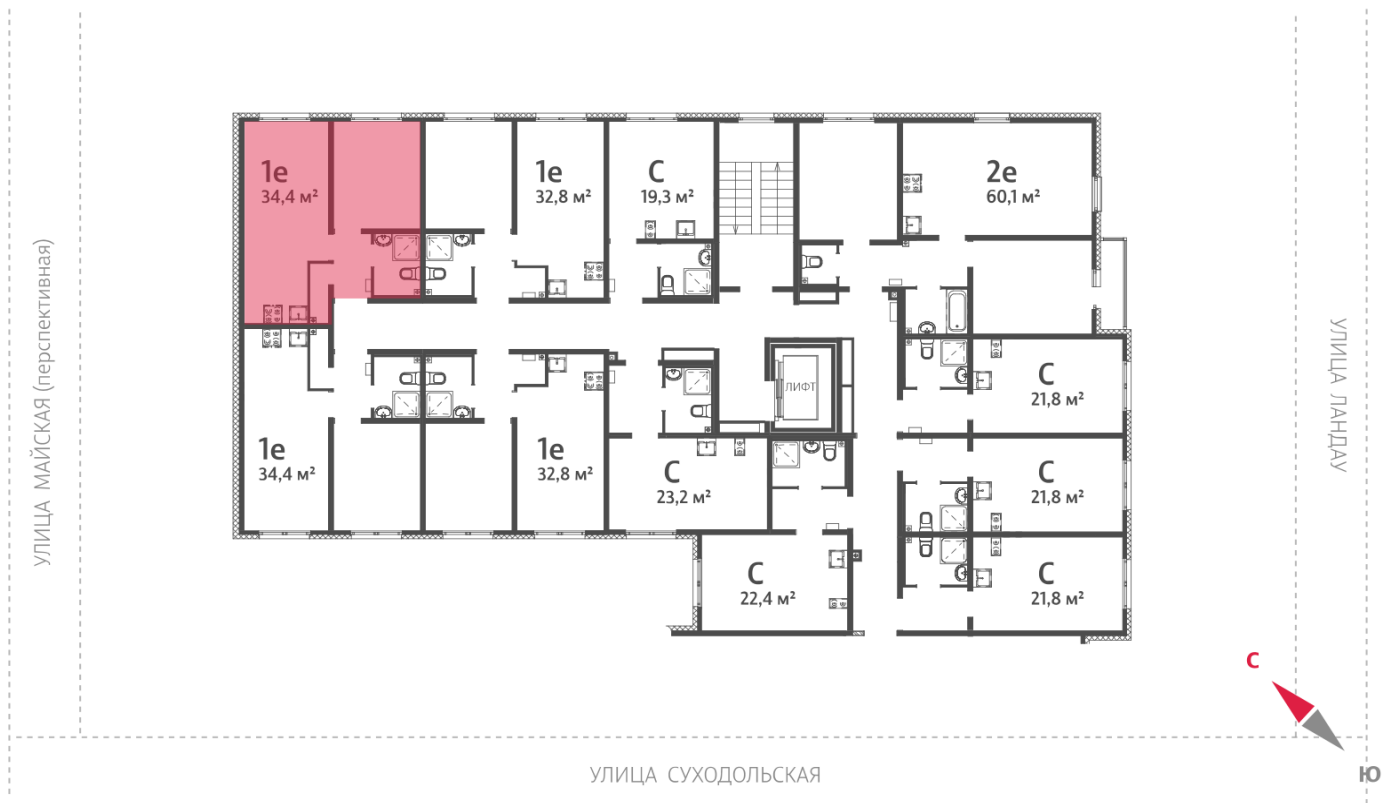 1е
34,4 м²
1е
32,8 м²
С
19,3 м²
2е
60,1 м²
УЛИЦА МАЙСКАЯ (перспективная)
УЛИЦА ЛАНДАУ
ЛИФТ
С
21,8 м²
1е
34,4 м²
1е
32,8 м²
С
23,2 м²
С
21,8 м²
С
22,4 м²
С
21,8 м²
С
Ю
УЛИЦА СУХОДОЛЬСКАЯ